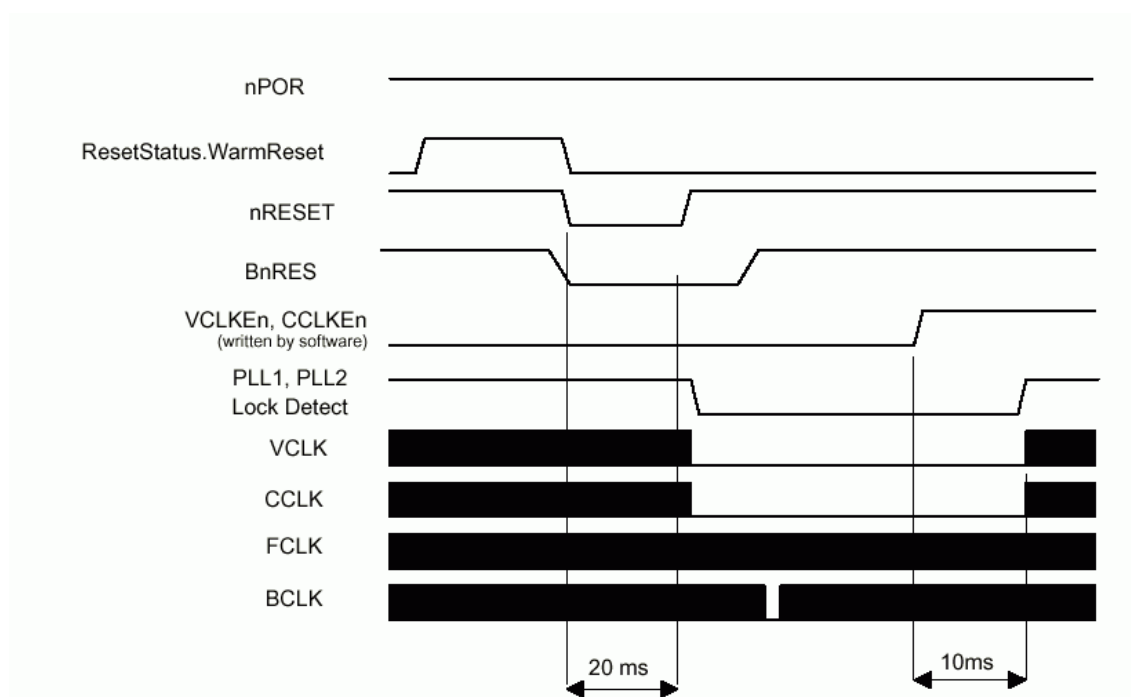 nPOR
ResetStatus.WarmReset
nRESET
BnRES
VCLKEn, CCLKEn
(written by software)
PLL1, PLL2
Lock Detect
VCLK
CCLK
FCLK
BCLK
20 ms
10ms